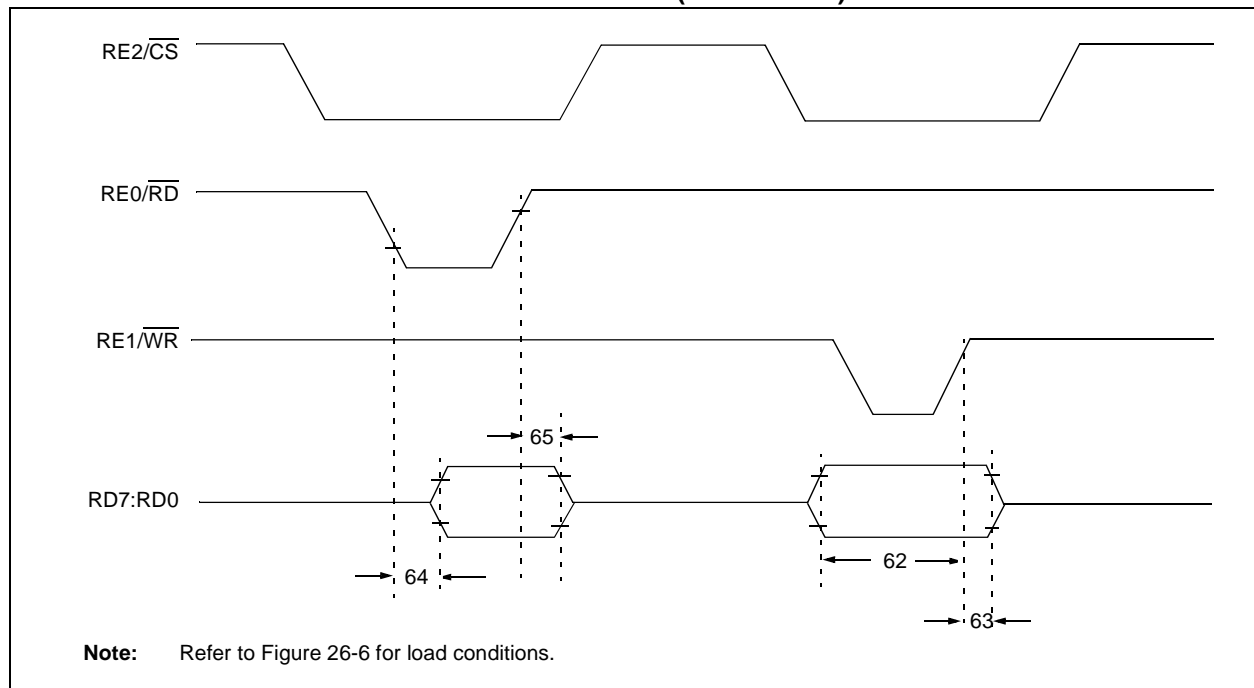 RE2/CS
RE0/RD
RE1/WR
65
RD7:RD0
62
64
63
Note: Refer to Figure 26-6 for load conditions.